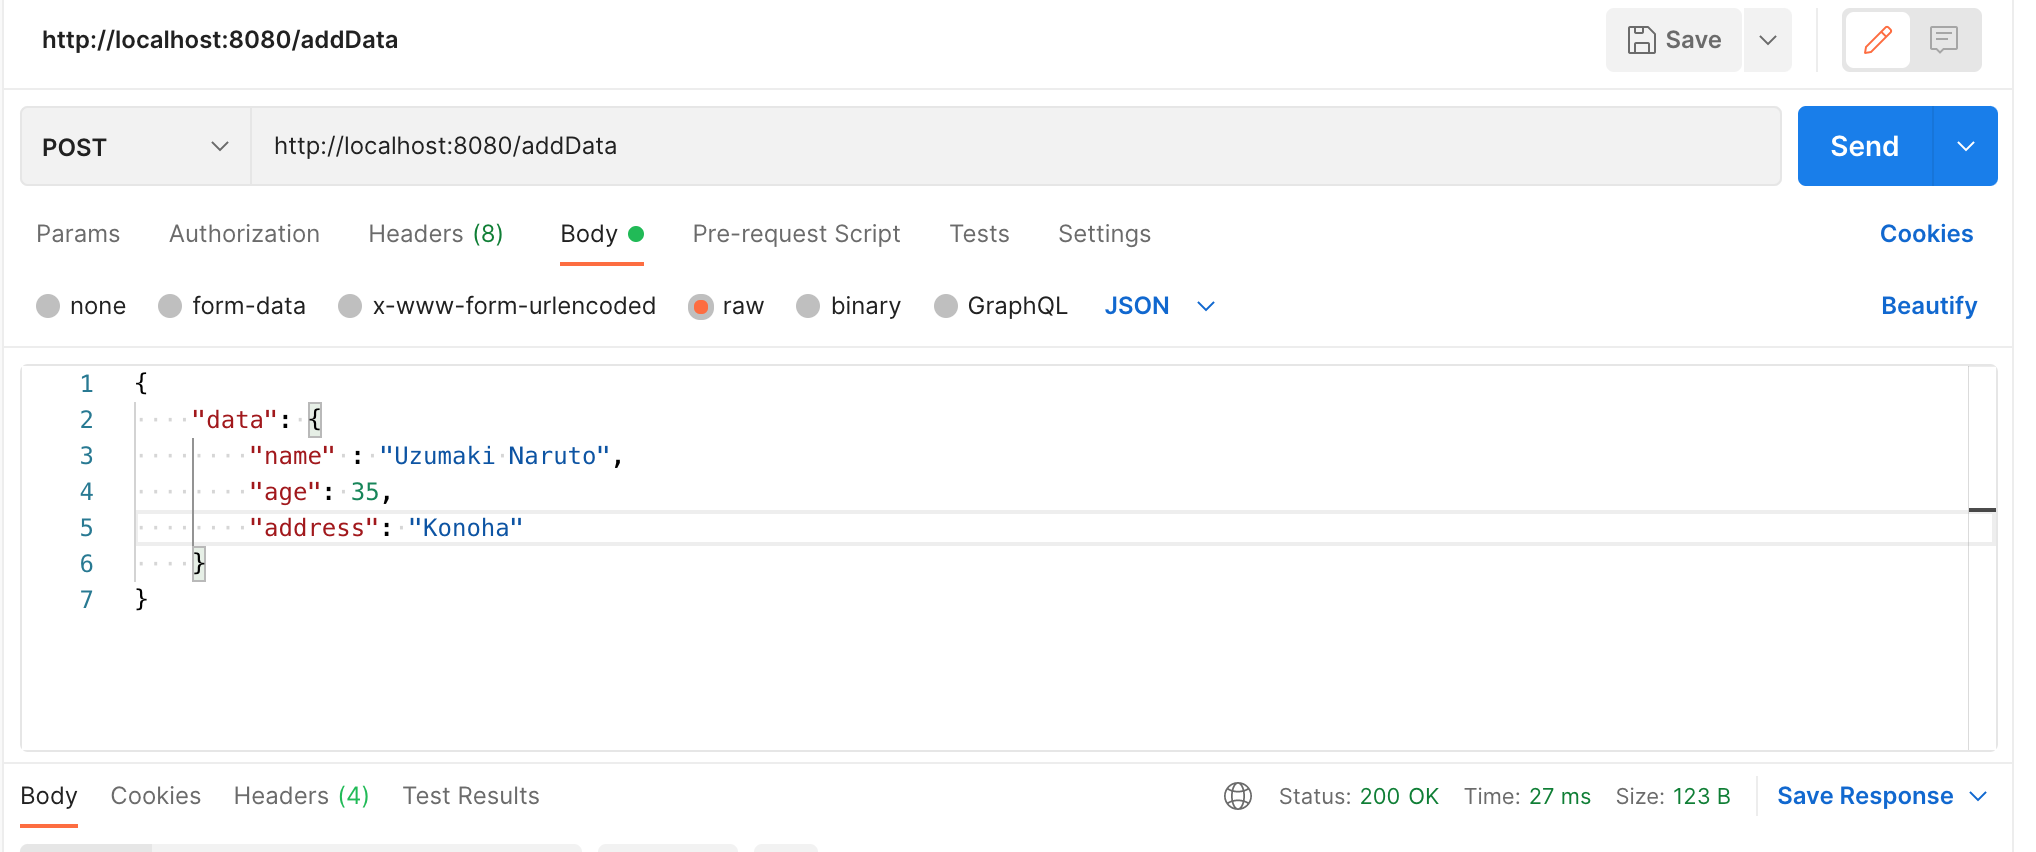 http://localhost:8080/addData
Save
POST
http://localhost:8080/addData
Send
Params Authorization Headers (8) Body Pre-request Script Tests Settings Cookies
none form-data x-www-form-urlencoded raw binary GraphQL JSON Beautify
1 {
2 "data": {
3 "name" : "Uzumaki Naruto",
4 "age": 35,
5 "address": "Konoha"
6 }
7 }
Body Cookies Headers (4) Test Results Status: 200 OK Time: 27 ms Size: 123 B Save Response